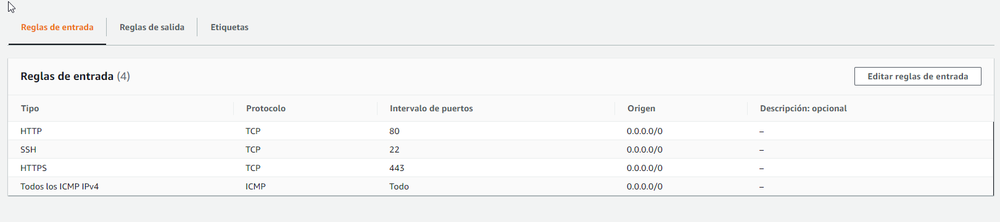 Reglas de entrada Reglas de salida Etiquetas
Reglas de entrada (4) Editar reglas de entrada
Tipo Protocolo Intervalo de puertos Origen Descripción: opcional
HTTP TCP 80 0.0.0.0/0 –
SSH TCP 22 0.0.0.0/0 –
HTTPS TCP 443 0.0.0.0/0 –
Todos los ICMP IPv4 ICMP Todo 0.0.0.0/0 –